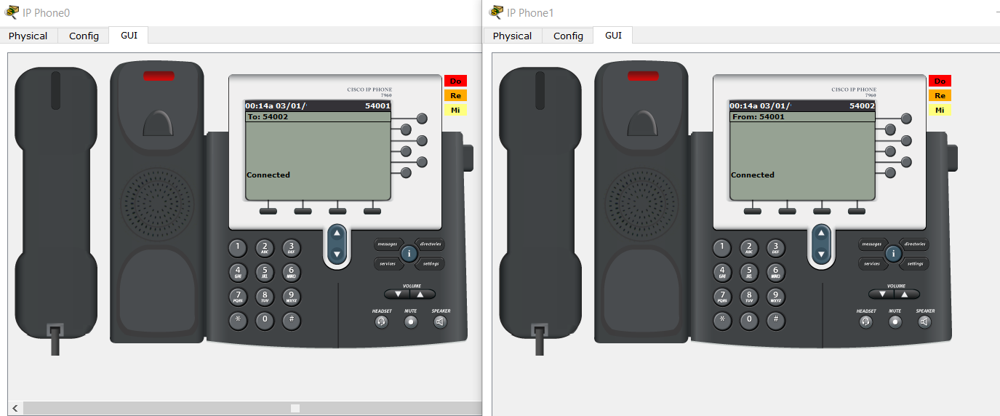 IP Phone0
Physical Config GUI
CISCO IP PHONE
7960
00:14a 03/01/ 54001
To: 54002
Connected
Do
Re
Mi
1 2 ABC 3 DEF
4 GHI 5 JKL 6 MNO
7 PQRS 8 TUV 9 WXYZ
* 0 #
messages directories
i
services settings
VOLUME
HEADSET MUTE SPEAKER
IP Phone1
Physical Config GUI
CISCO IP PHONE
7960
00:14a 03/01/ 54002
From: 54001
Connected
Do
Re
Mi
1 2 ABC 3 DEF
4 GHI 5 JKL 6 MNO
7 PQRS 8 TUV 9 WXYZ
* 0 #
messages directories
i
services settings
VOLUME
HEADSET MUTE SPEAKER